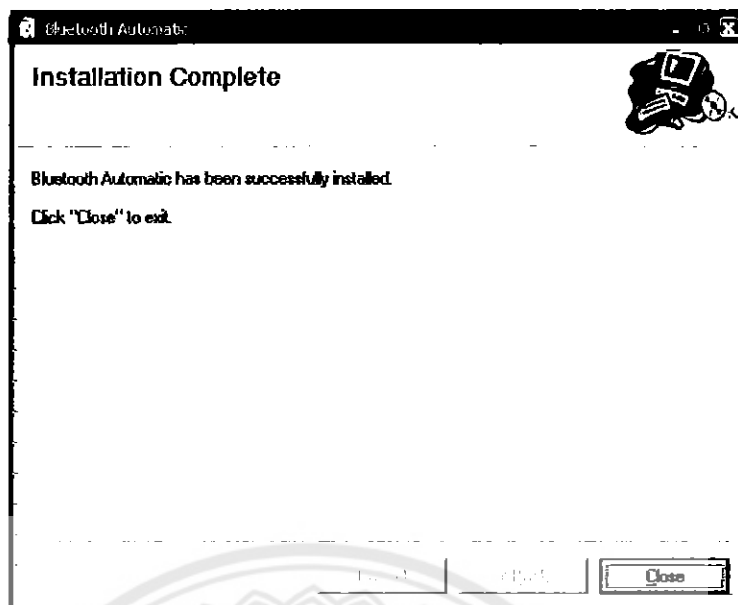 Bluetooth Automatic
Installation Complete
Bluetooth Automatic has been successfully installed.
Click "Close" to exit.
Close